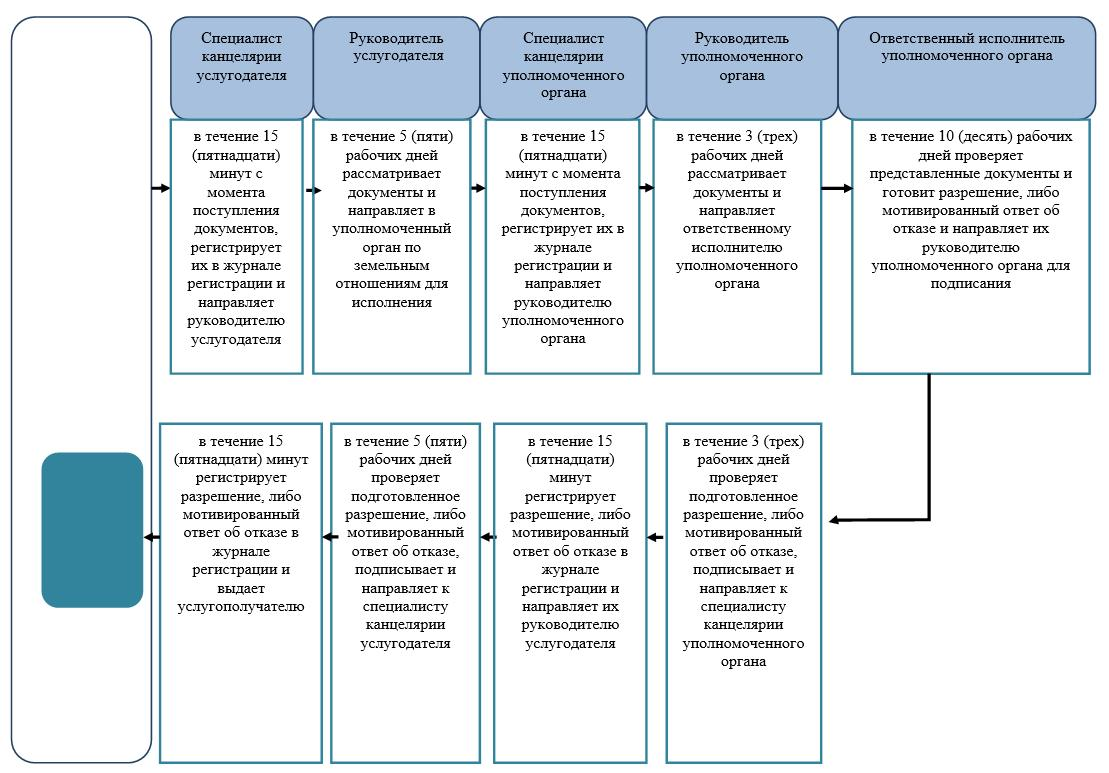 Специалист
канцелярии
услугодателя
Руководитель
услугодателя
Специалист
канцелярии
уполномоченного
органа
Руководитель
уполномоченного
органа
Ответственный исполнитель
уполномоченного органа
в течение 15
(пятнадцати)
минут с
момента
поступления
документов,
регистрирует
их в журнале
регистрации и
направляет
руководителю
услугодателя
в течение 5 (пяти)
рабочих дней
рассматривает
документы и
направляет в
уполномоченный
орган по
земельным
отношениям для
исполнения
в течение 15
(пятнадцати)
минут с момента
поступления
документов,
регистрирует их в
журнале
регистрации и
направляет
руководителю
уполномоченного
органа
в течение 3 (трех)
рабочих дней
рассматривает
документы и
направляет
ответственному
исполнителю
уполномоченного
органа
в течение 10 (десять) рабочих
дней проверяет
представленные документы и
готовит разрешение, либо
мотивированный ответ об
отказе и направляет их
руководителю
уполномоченного органа для
подписания
в течение 15
(пятнадцати) минут
регистрирует
разрешение, либо
мотивированный
ответ об отказе в
журнале
регистрации и
выдает
услугополучателю
в течение 5 (пяти)
рабочих дней
проверяет
подготовленное
разрешение, либо
мотивированный
ответ об отказе,
подписывает и
направляет к
специалисту
канцелярии
услугодателя
в течение 15
(пятнадцати)
минут
регистрирует
разрешение, либо
мотивированный
ответ об отказе в
журнале
регистрации и
направляет их
руководителю
услугодателя
в течение 3 (трех)
рабочих дней
проверяет
подготовленное
разрешение, либо
мотивированный
ответ об отказе,
подписывает и
направляет к
специалисту
канцелярии
уполномоченного
органа